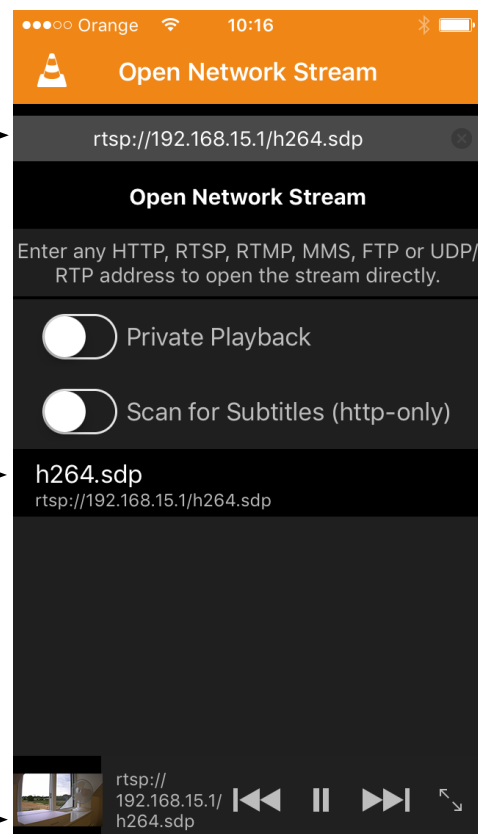 Orange 10:16
Open Network Stream
rtsp://192.168.15.1/h264.sdp
Open Network Stream
Enter any HTTP, RTSP, RTMP, MMS, FTP or UDP/
RTP address to open the stream directly.
Private Playback
Scan for Subtitles (http-only)
h264.sdp
rtsp://192.168.15.1/h264.sdp
rtsp://
192.168.15.1/
h264.sdp